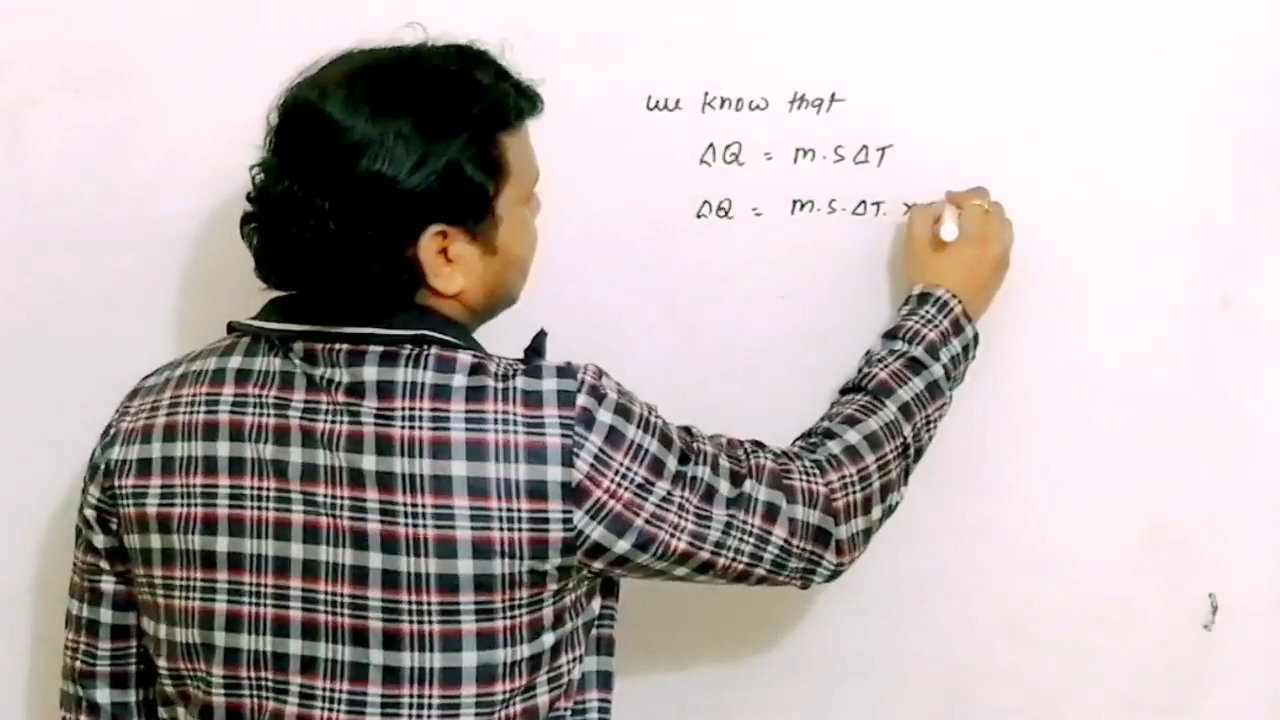 we know that
ΔQ = m.SΔT
ΔQ = m.s.ΔT. ×